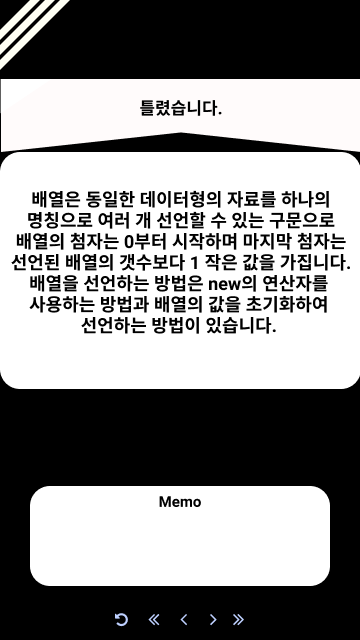 틀렸습니다.
배열은 동일한 데이터형의 자료를 하나의
명칭으로 여러 개 선언할 수 있는 구문으로
배열의 첨자는 0부터 시작하며 마지막 첨자는
선언된 배열의 갯수보다 1 작은 값을 가집니다.
배열을 선언하는 방법은 new의 연산자를
사용하는 방법과 배열의 값을 초기화하여
선언하는 방법이 있습니다.
Memo